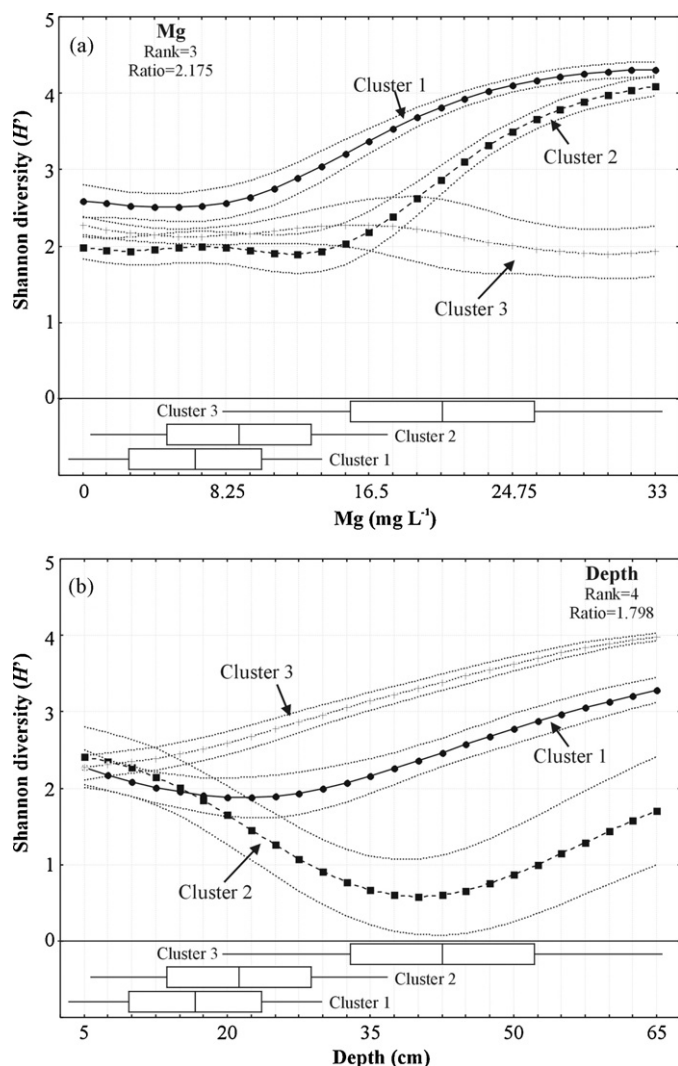 (a)
Mg
Rank=3
Ratio=2.175
Cluster 1
Cluster 2
Cluster 3
Shannon diversity (H')
5
4
3
2
1
0
Cluster 3
Cluster 2
Cluster 1
0 8.25 16.5 24.75 33
Mg (mg L-1)
(b)
Depth
Rank=4
Ratio=1.798
Cluster 3
Cluster 1
Cluster 2
Shannon diversity (H')
5
4
3
2
1
0
Cluster 3
Cluster 2
Cluster 1
5 20 35 50 65
Depth (cm)